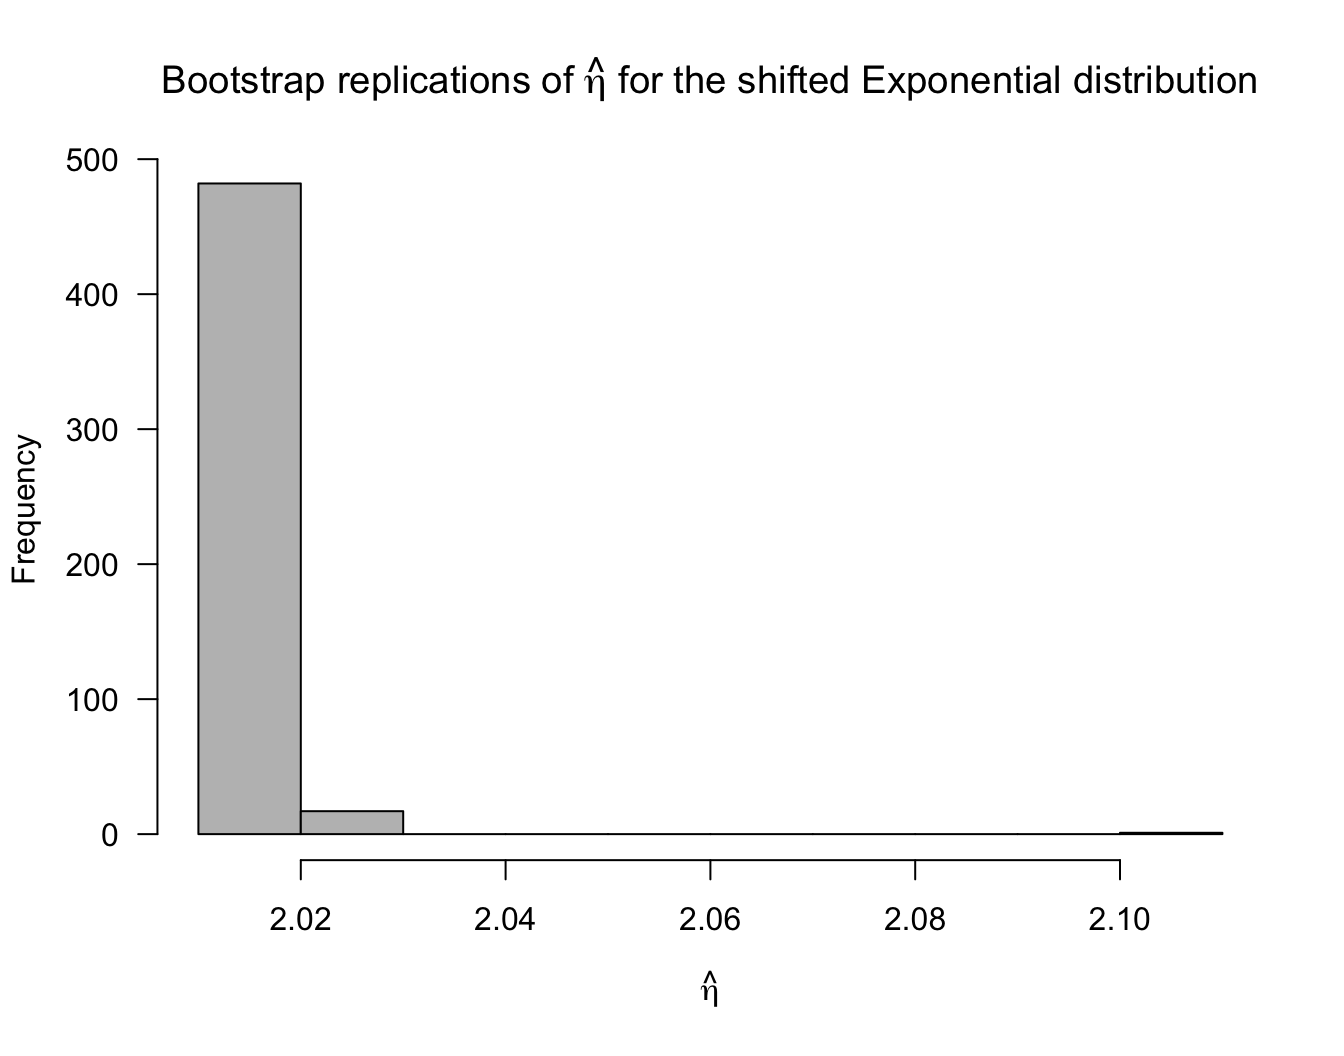 Bootstrap replications of η̂ for the shifted Exponential distribution
500
400
300
200
100
0
Frequency
2.02 2.04 2.06 2.08 2.10
η̂